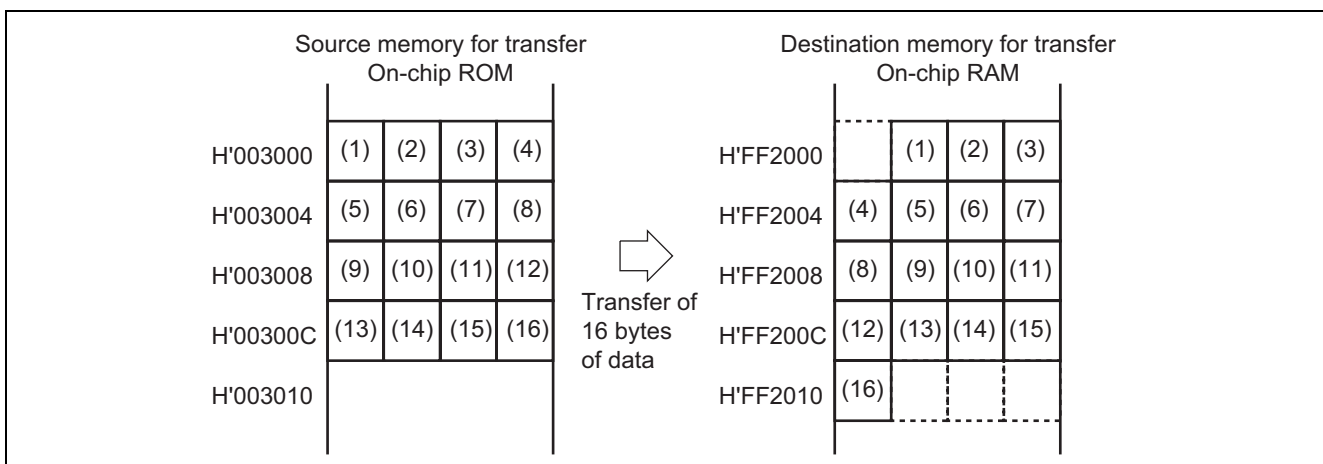 Source memory for transfer
On-chip ROM
Destination memory for transfer
On-chip RAM
H'003000 (1) (2) (3) (4)
H'003004 (5) (6) (7) (8)
H'003008 (9) (10) (11) (12)
H'00300C (13) (14) (15) (16)
H'003010
Transfer of
16 bytes
of data
H'FF2000 (1) (2) (3)
H'FF2004 (4) (5) (6) (7)
H'FF2008 (8) (9) (10) (11)
H'FF200C (12) (13) (14) (15)
H'FF2010 (16)